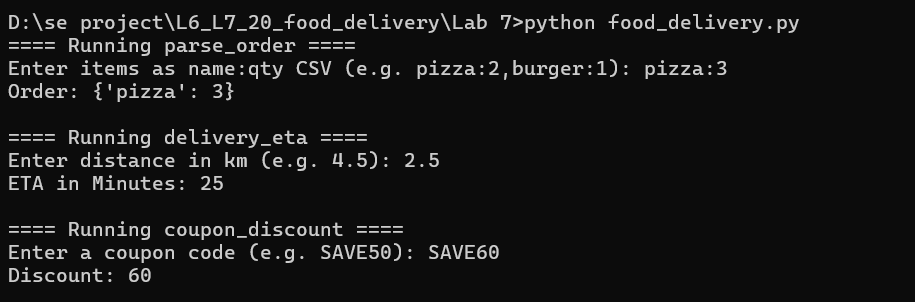 D:\se project\L6_L7_20_food_delivery\Lab 7>python food_delivery.py
==== Running parse_order ====
Enter items as name:qty CSV (e.g. pizza:2,burger:1): pizza:3
Order: {'pizza': 3}
==== Running delivery_eta ====
Enter distance in km (e.g. 4.5): 2.5
ETA in Minutes: 25
==== Running coupon_discount ====
Enter a coupon code (e.g. SAVE50): SAVE60
Discount: 60